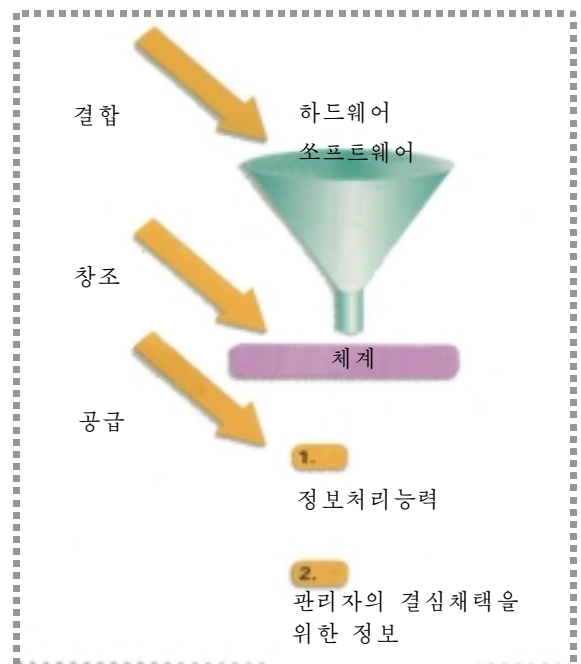 결합
하드웨어
쏘프트웨어
창조
체계
공급
1.
정보처리능력
2.
관리자의 결심채택을
위한 정보